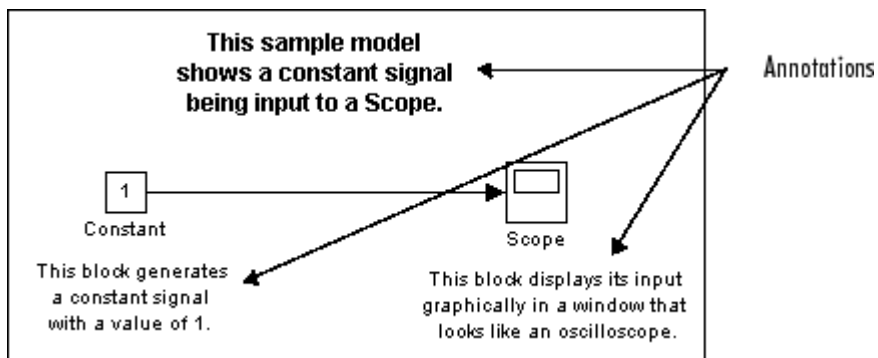 This sample model
shows a constant signal
being input to a Scope.
Annotations
1
Constant
Scope
This block generates
a constant signal
with a value of 1.
This block displays its input
graphically in a window that
looks like an oscilloscope.